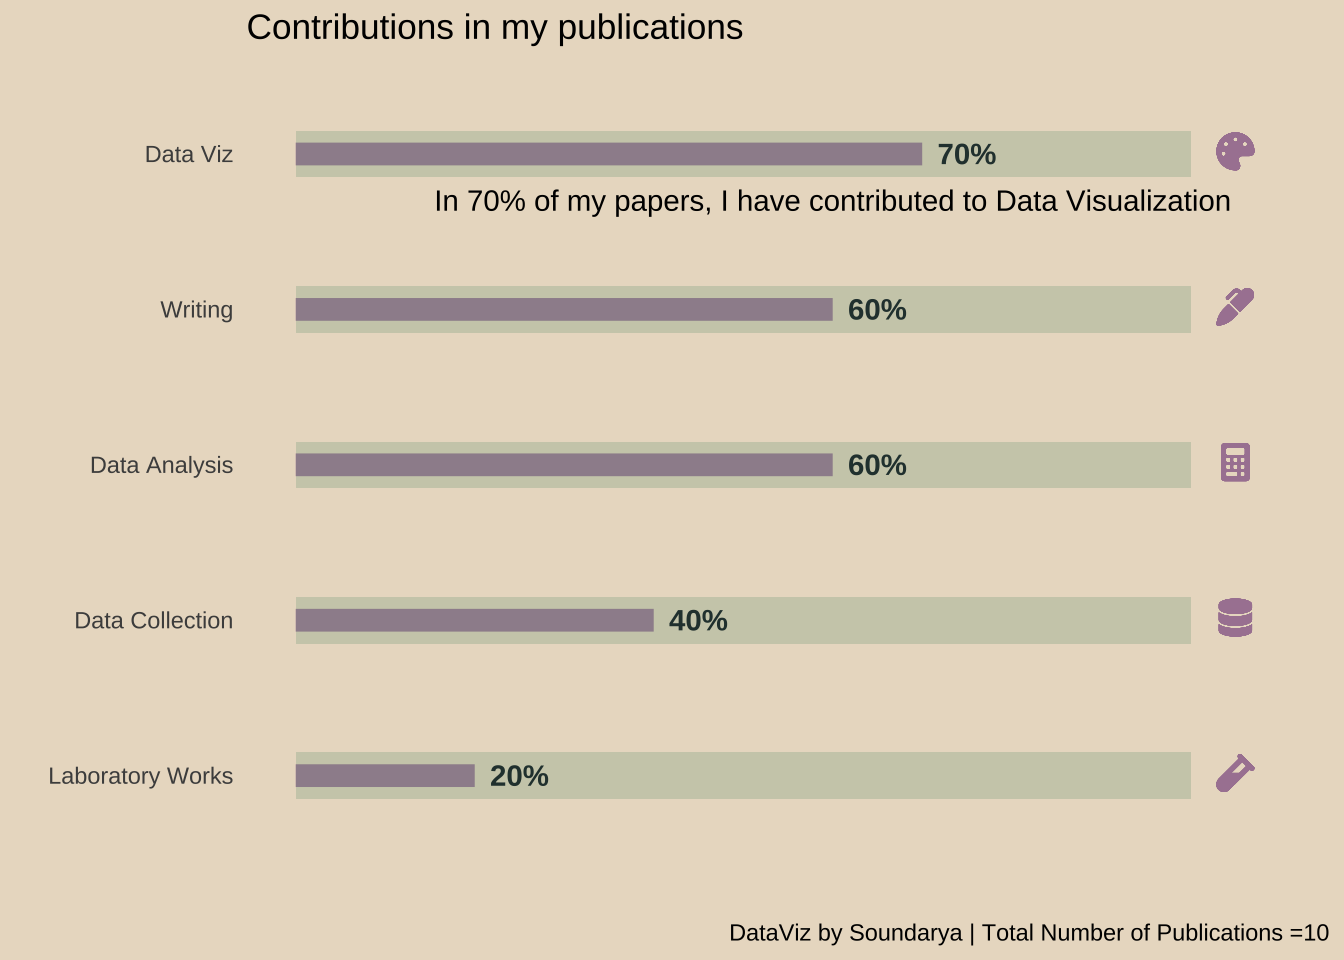 Contributions in my publications
Data Viz
70%
In 70% of my papers, I have contributed to Data Visualization
Writing
60%
Data Analysis
60%
Data Collection
40%
Laboratory Works
20%
DataViz by Soundarya | Total Number of Publications =10